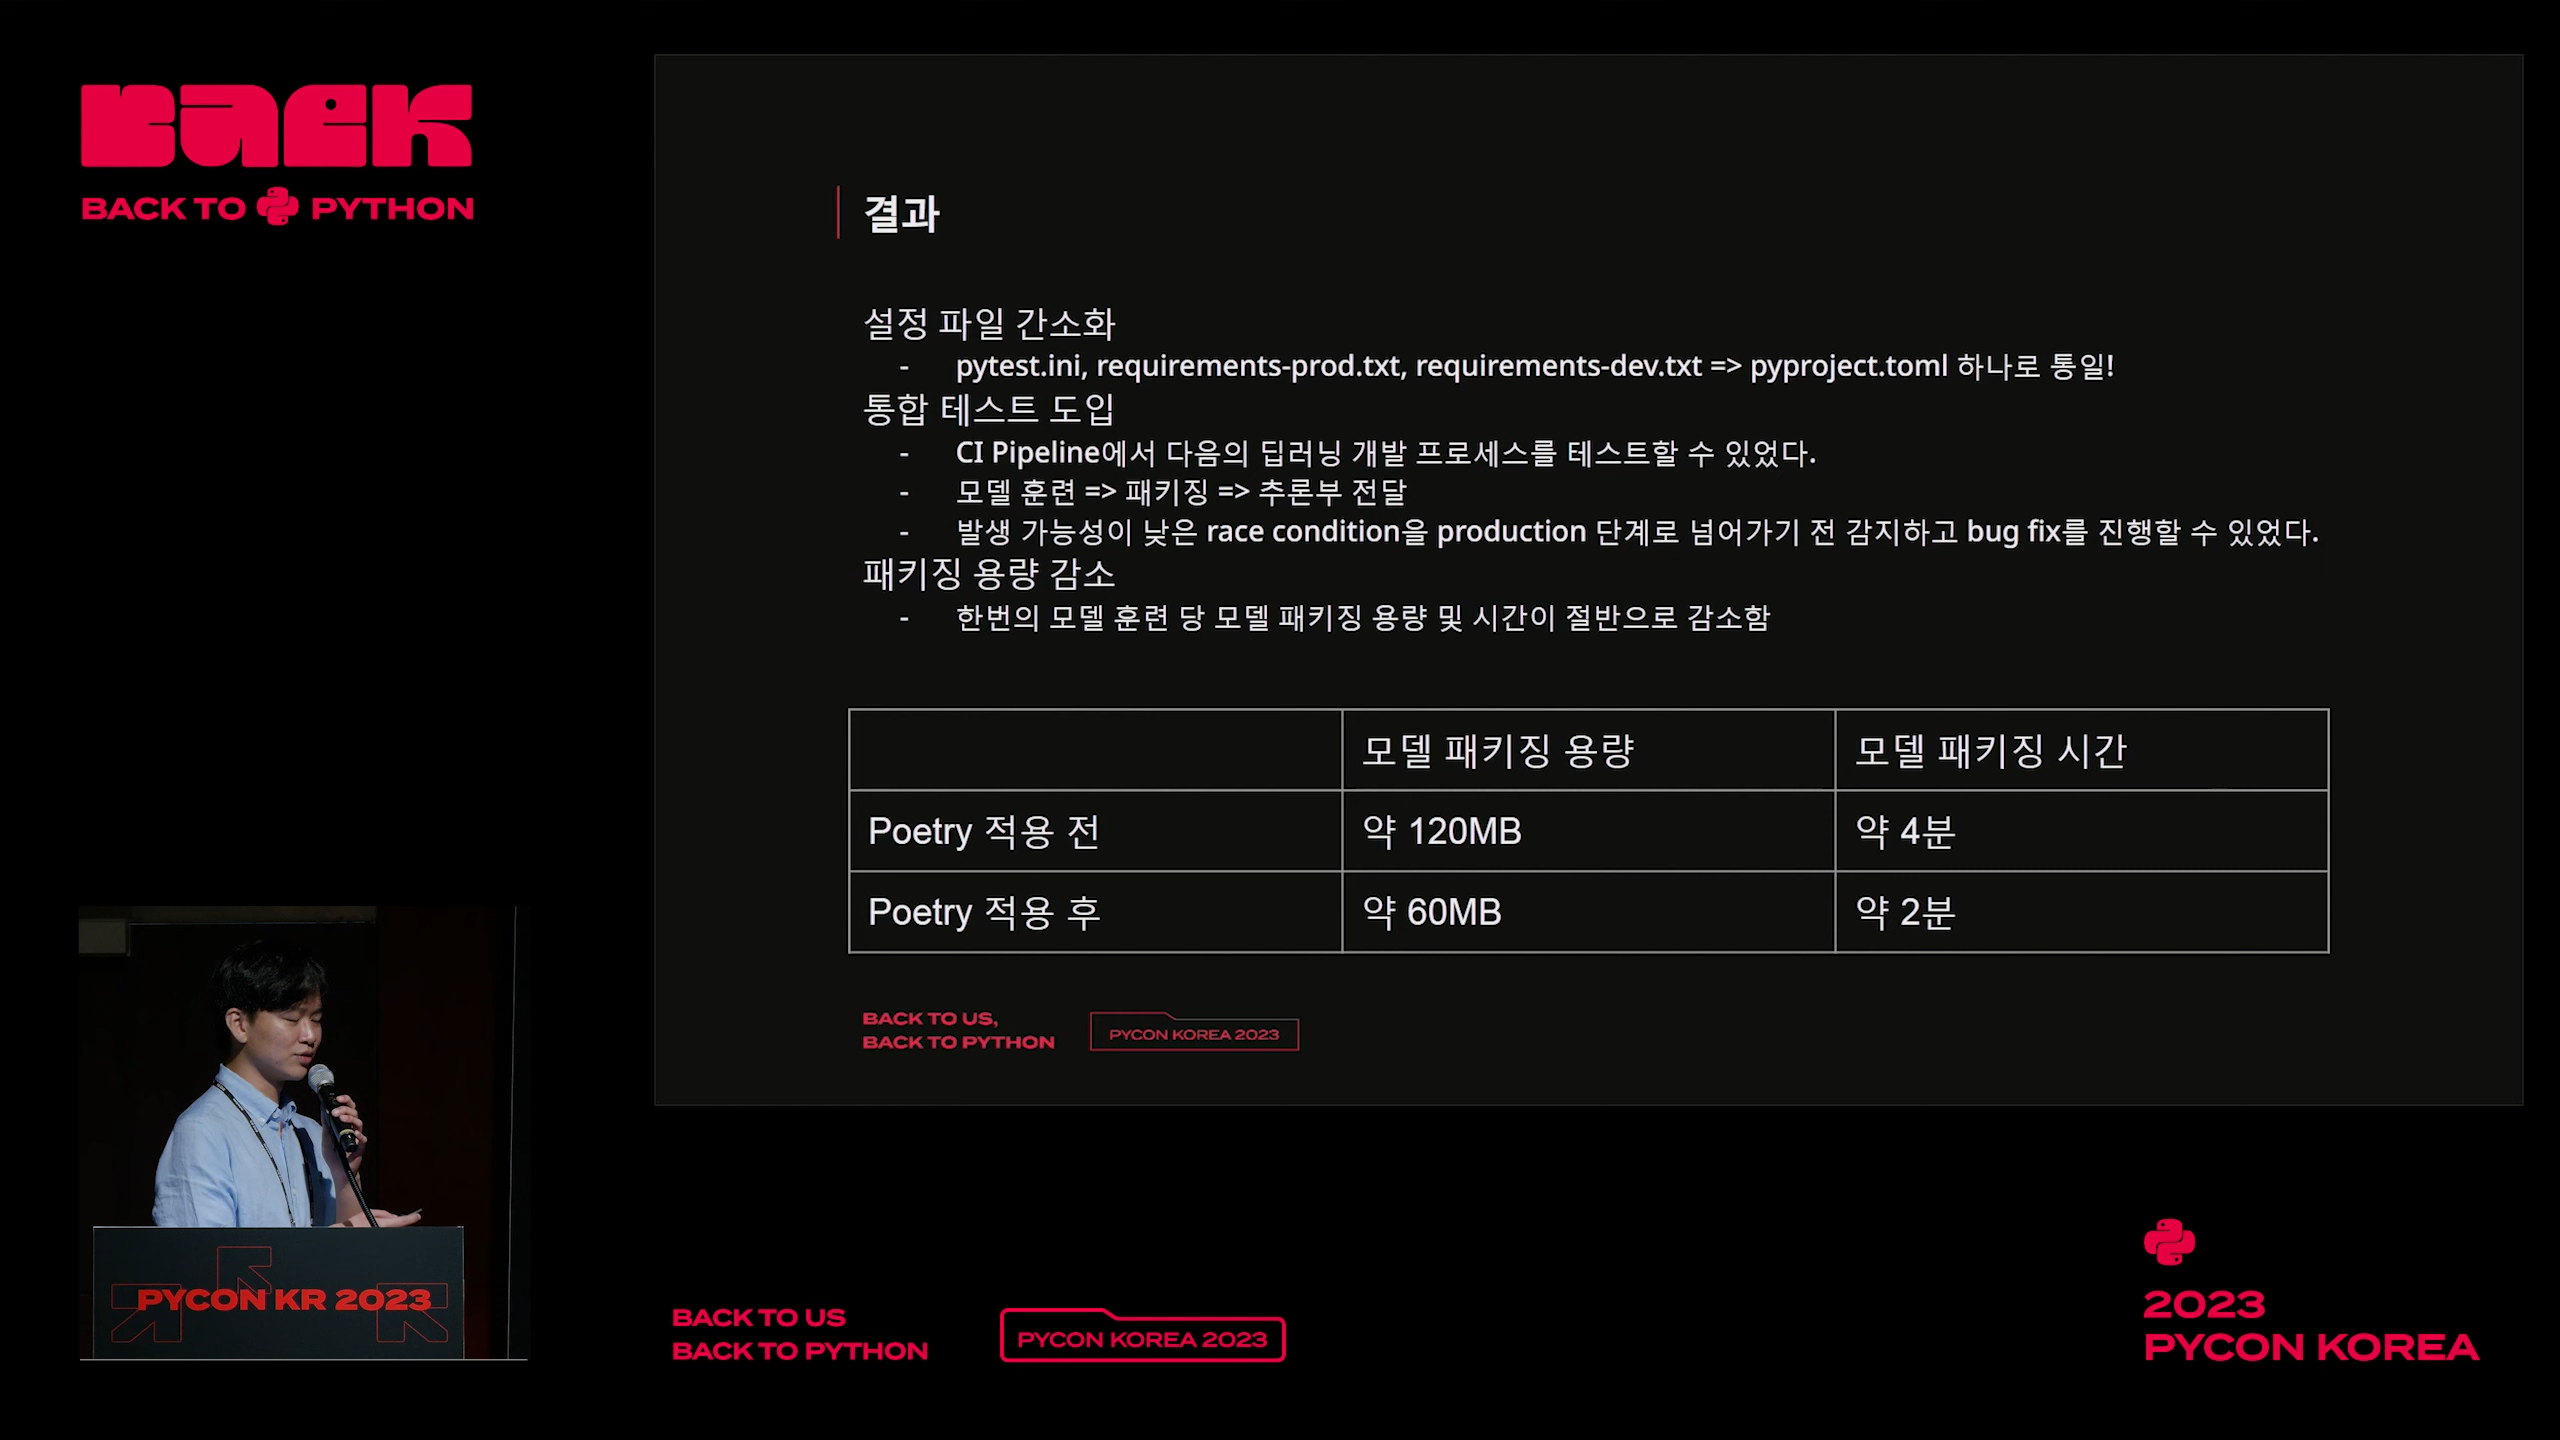 BACK
BACK TO PYTHON
결과
설정 파일 간소화
- pytest.ini, requirements-prod.txt, requirements-dev.txt => pyproject.toml 하나로 통일!
통합 테스트 도입
- CI Pipeline에서 다음의 딥러닝 개발 프로세스를 테스트할 수 있었다.
- 모델 훈련 => 패키징 => 추론부 전달
- 발생 가능성이 낮은 race condition을 production 단계로 넘어가기 전 감지하고 bug fix를 진행할 수 있었다.
패키징 용량 감소
- 한번의 모델 훈련 당 모델 패키징 용량 및 시간이 절반으로 감소함
모델 패키징 용량 모델 패키징 시간
Poetry 적용 전 약 120MB 약 4분
Poetry 적용 후 약 60MB 약 2분
BACK TO US,
BACK TO PYTHON
PYCON KOREA 2023
PYCON KR 2023
BACK TO US
BACK TO PYTHON
PYCON KOREA 2023
2023
PYCON KOREA